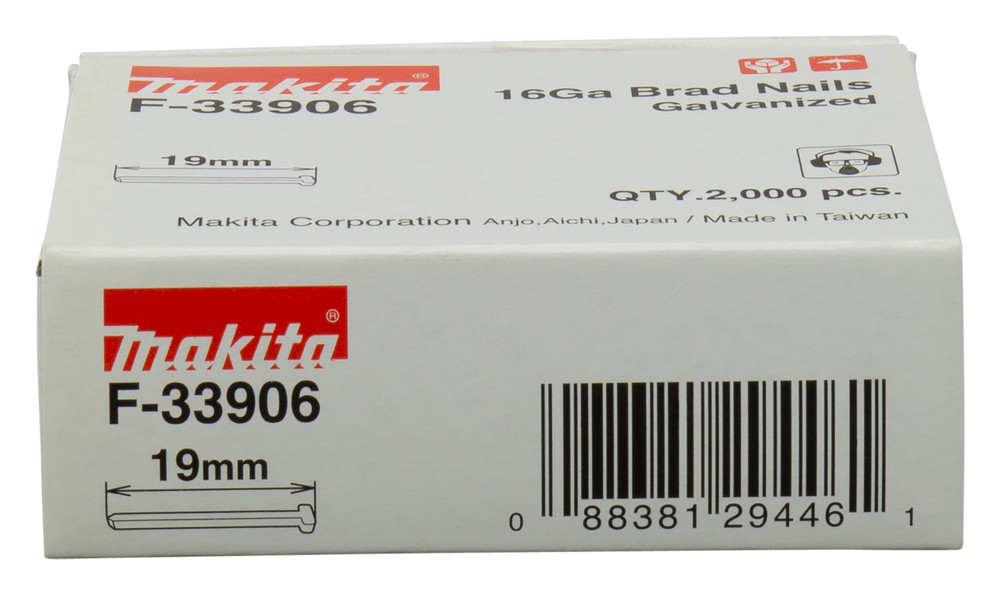 makita®
F-33906
16Ga Brad Nails
Galvanized
19mm
QTY.2,000 pcs.
Makita Corporation Anjo,Aichi,Japan / Made in Taiwan
makita®
F-33906
19mm
0 88381 29446 1